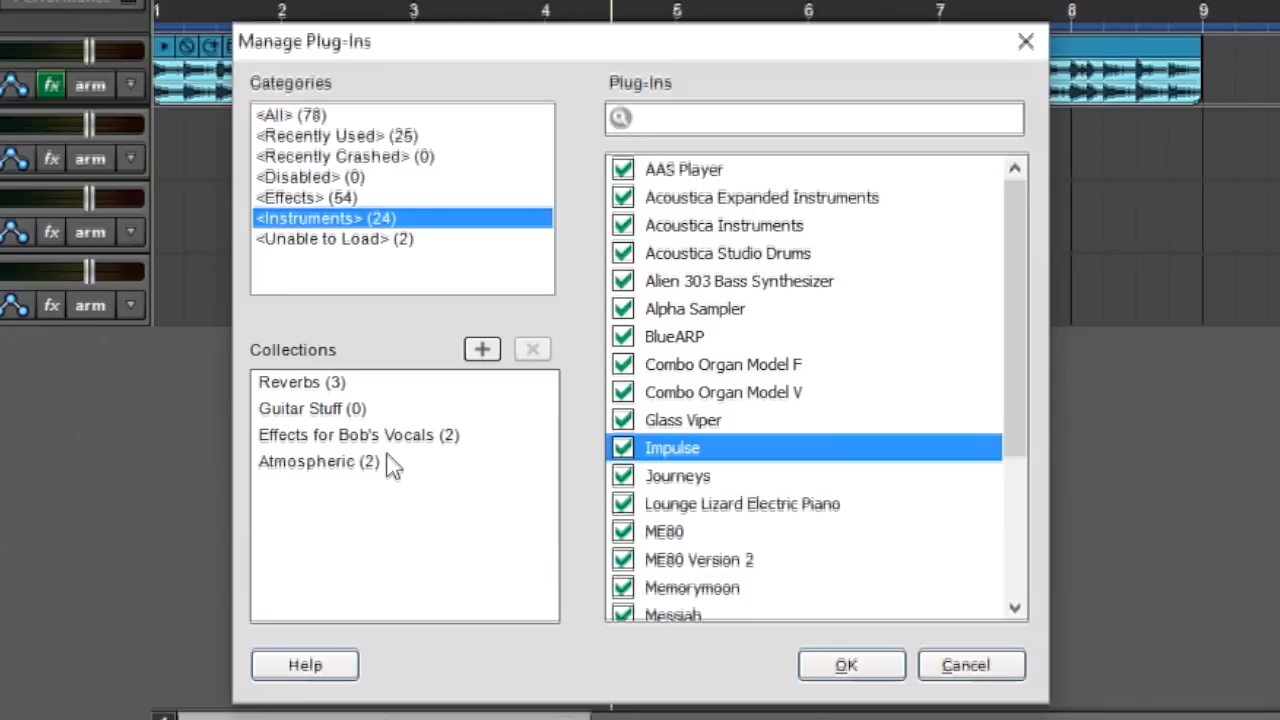 1 2 3 4 5 6 7 8 9
Manage Plug-Ins
Categories
<All> (78)
<Recently Used> (25)
<Recently Crashed> (0)
<Disabled> (0)
<Effects> (54)
<Instruments> (24)
<Unable to Load> (2)
Collections
Reverbs (3)
Guitar Stuff (0)
Effects for Bob's Vocals (2)
Atmospheric (2)
Plug-Ins
AAS Player
Acoustica Expanded Instruments
Acoustica Instruments
Acoustica Studio Drums
Alien 303 Bass Synthesizer
Alpha Sampler
BlueARP
Combo Organ Model F
Combo Organ Model V
Glass Viper
Impulse
Journeys
Lounge Lizard Electric Piano
ME80
ME80 Version 2
Memorymoon
Messiah
Help
OK
Cancel
fx arm
fx arm
fx arm
fx arm